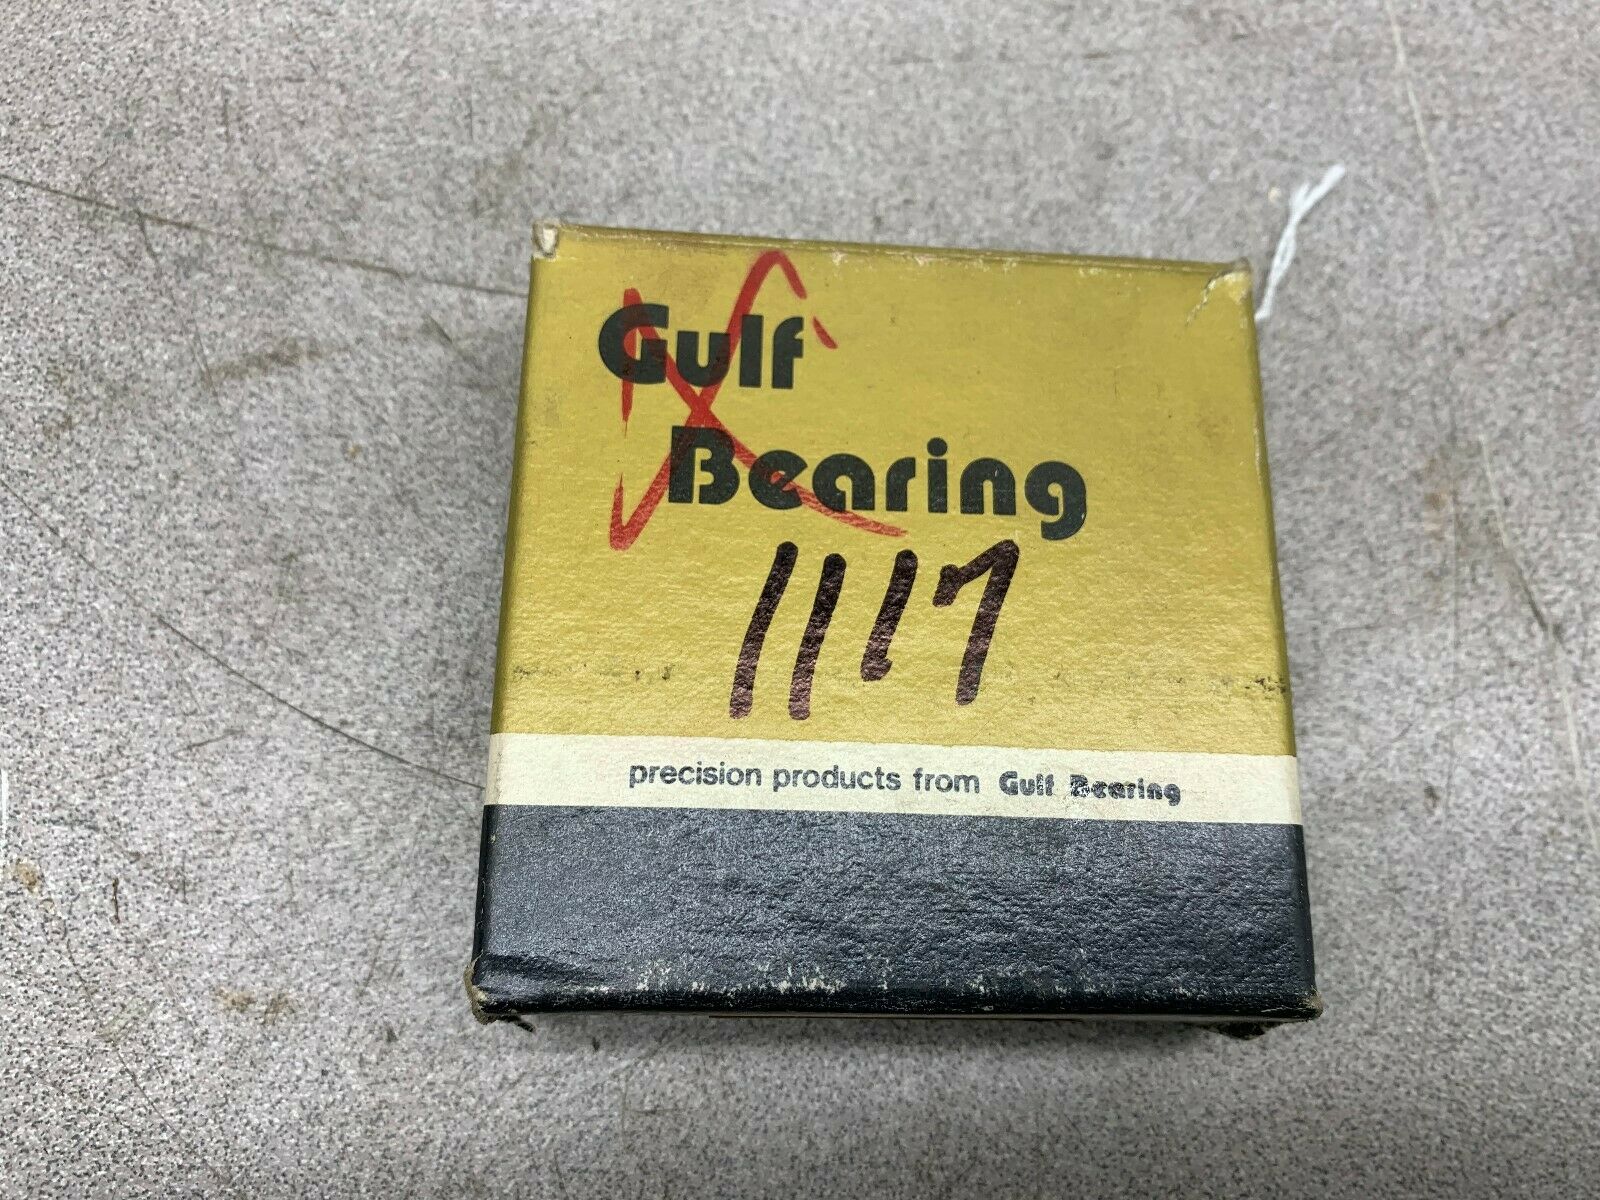 Gulf
Bearing
1117
precision products from Gulf Bearing